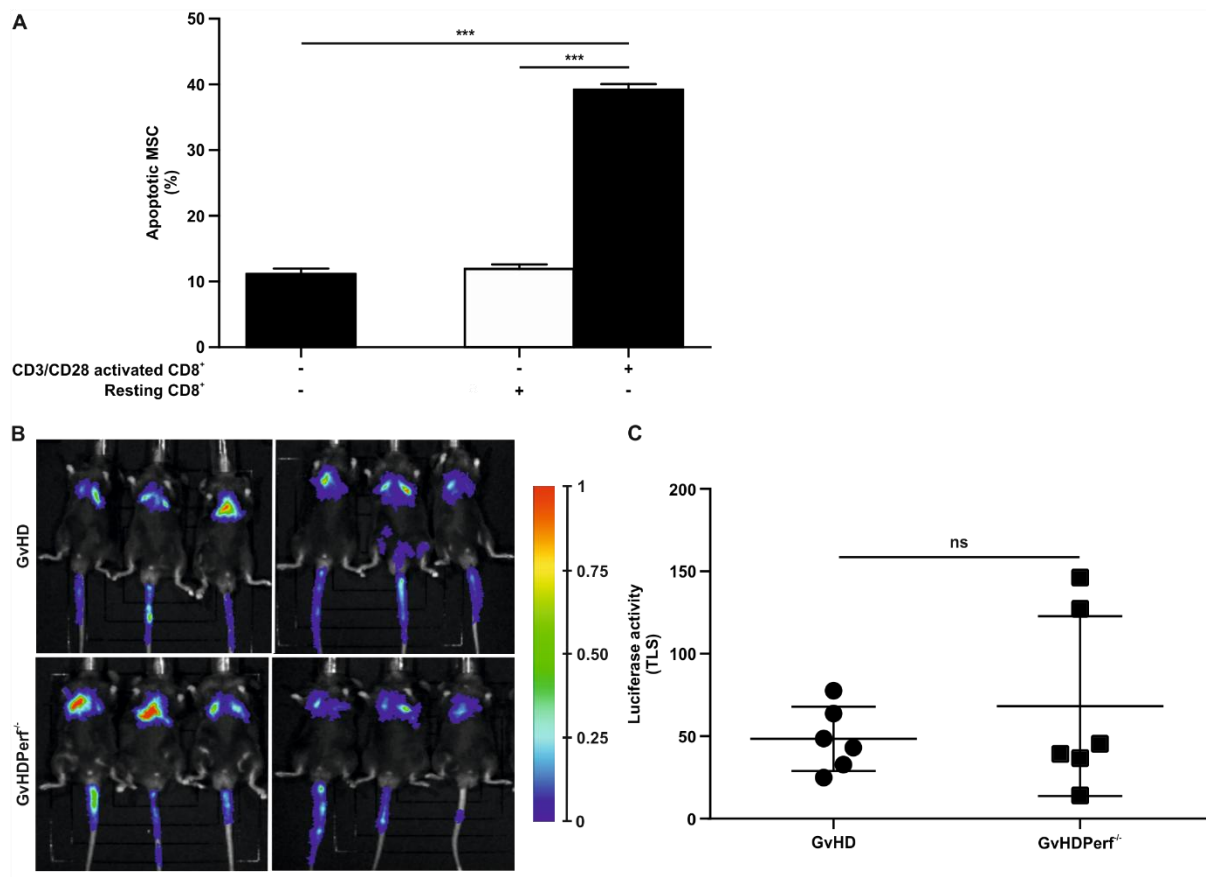 A
50
40
30
20
10
0
Apoptotic MSC
(%)
***
***
CD3/CD28 activated CD8⁺ - - +
Resting CD8⁺ - + -
B
GvHD
GvHDPerf⁻/⁻
1
0.75
0.50
0.25
0
C
200
150
100
50
0
Luciferase activity
(TLS)
ns
GvHD
GvHDPerf⁻/⁻